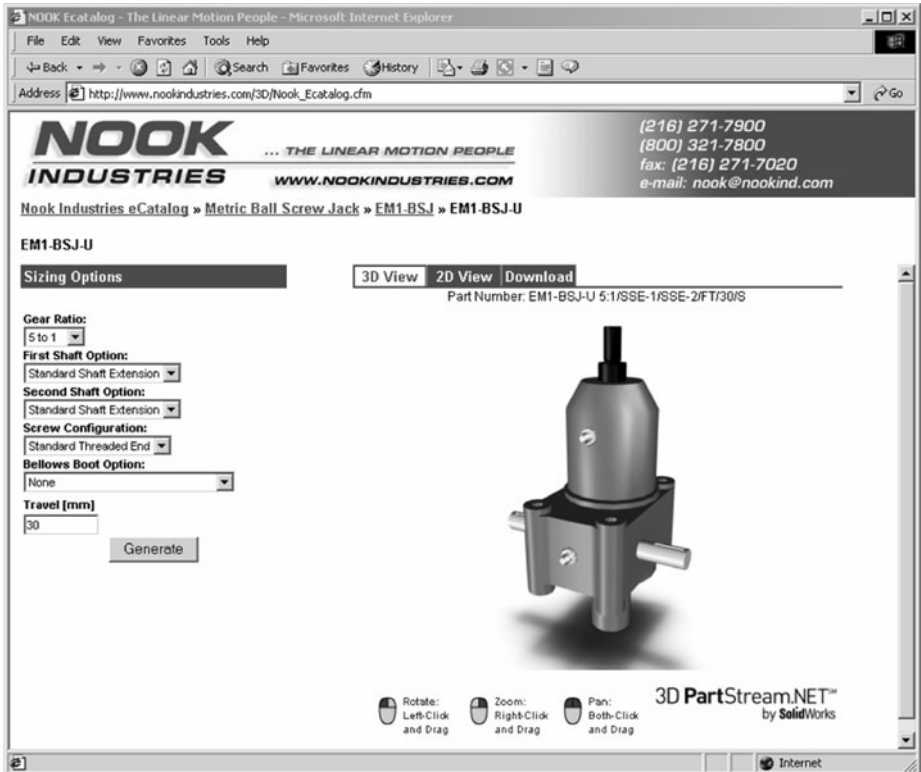 NOOK Ecatalog - The Linear Motion People - Microsoft Internet Explorer
File Edit View Favorites Tools Help
Back Search Favorites History
Address http://www.nookindustries.com/3D/Nook_Ecatalog.cfm Go
NOOK
INDUSTRIES
... THE LINEAR MOTION PEOPLE
WWW.NOOKINDUSTRIES.COM
(216) 271-7900
(800) 321-7800
fax: (216) 271-7020
e-mail: nook@nookind.com
Nook Industries eCatalog » Metric Ball Screw Jack » EM1-BSJ » EM1-BSJ-U
EM1-BSJ-U
Sizing Options
Gear Ratio:
5 to 1
First Shaft Option:
Standard Shaft Extension
Second Shaft Option:
Standard Shaft Extension
Screw Configuration:
Standard Threaded End
Bellows Boot Option:
None
Travel [mm]
30
Generate
3D View 2D View Download
Part Number: EM1-BSJ-U 5:1/SSE-1/SSE-2/FT/30/S
Rotate:
Left-Click
and Drag
Zoom:
Right-Click
and Drag
Pan:
Both-Click
and Drag
3D PartStream.NET℠
by SolidWorks
Internet